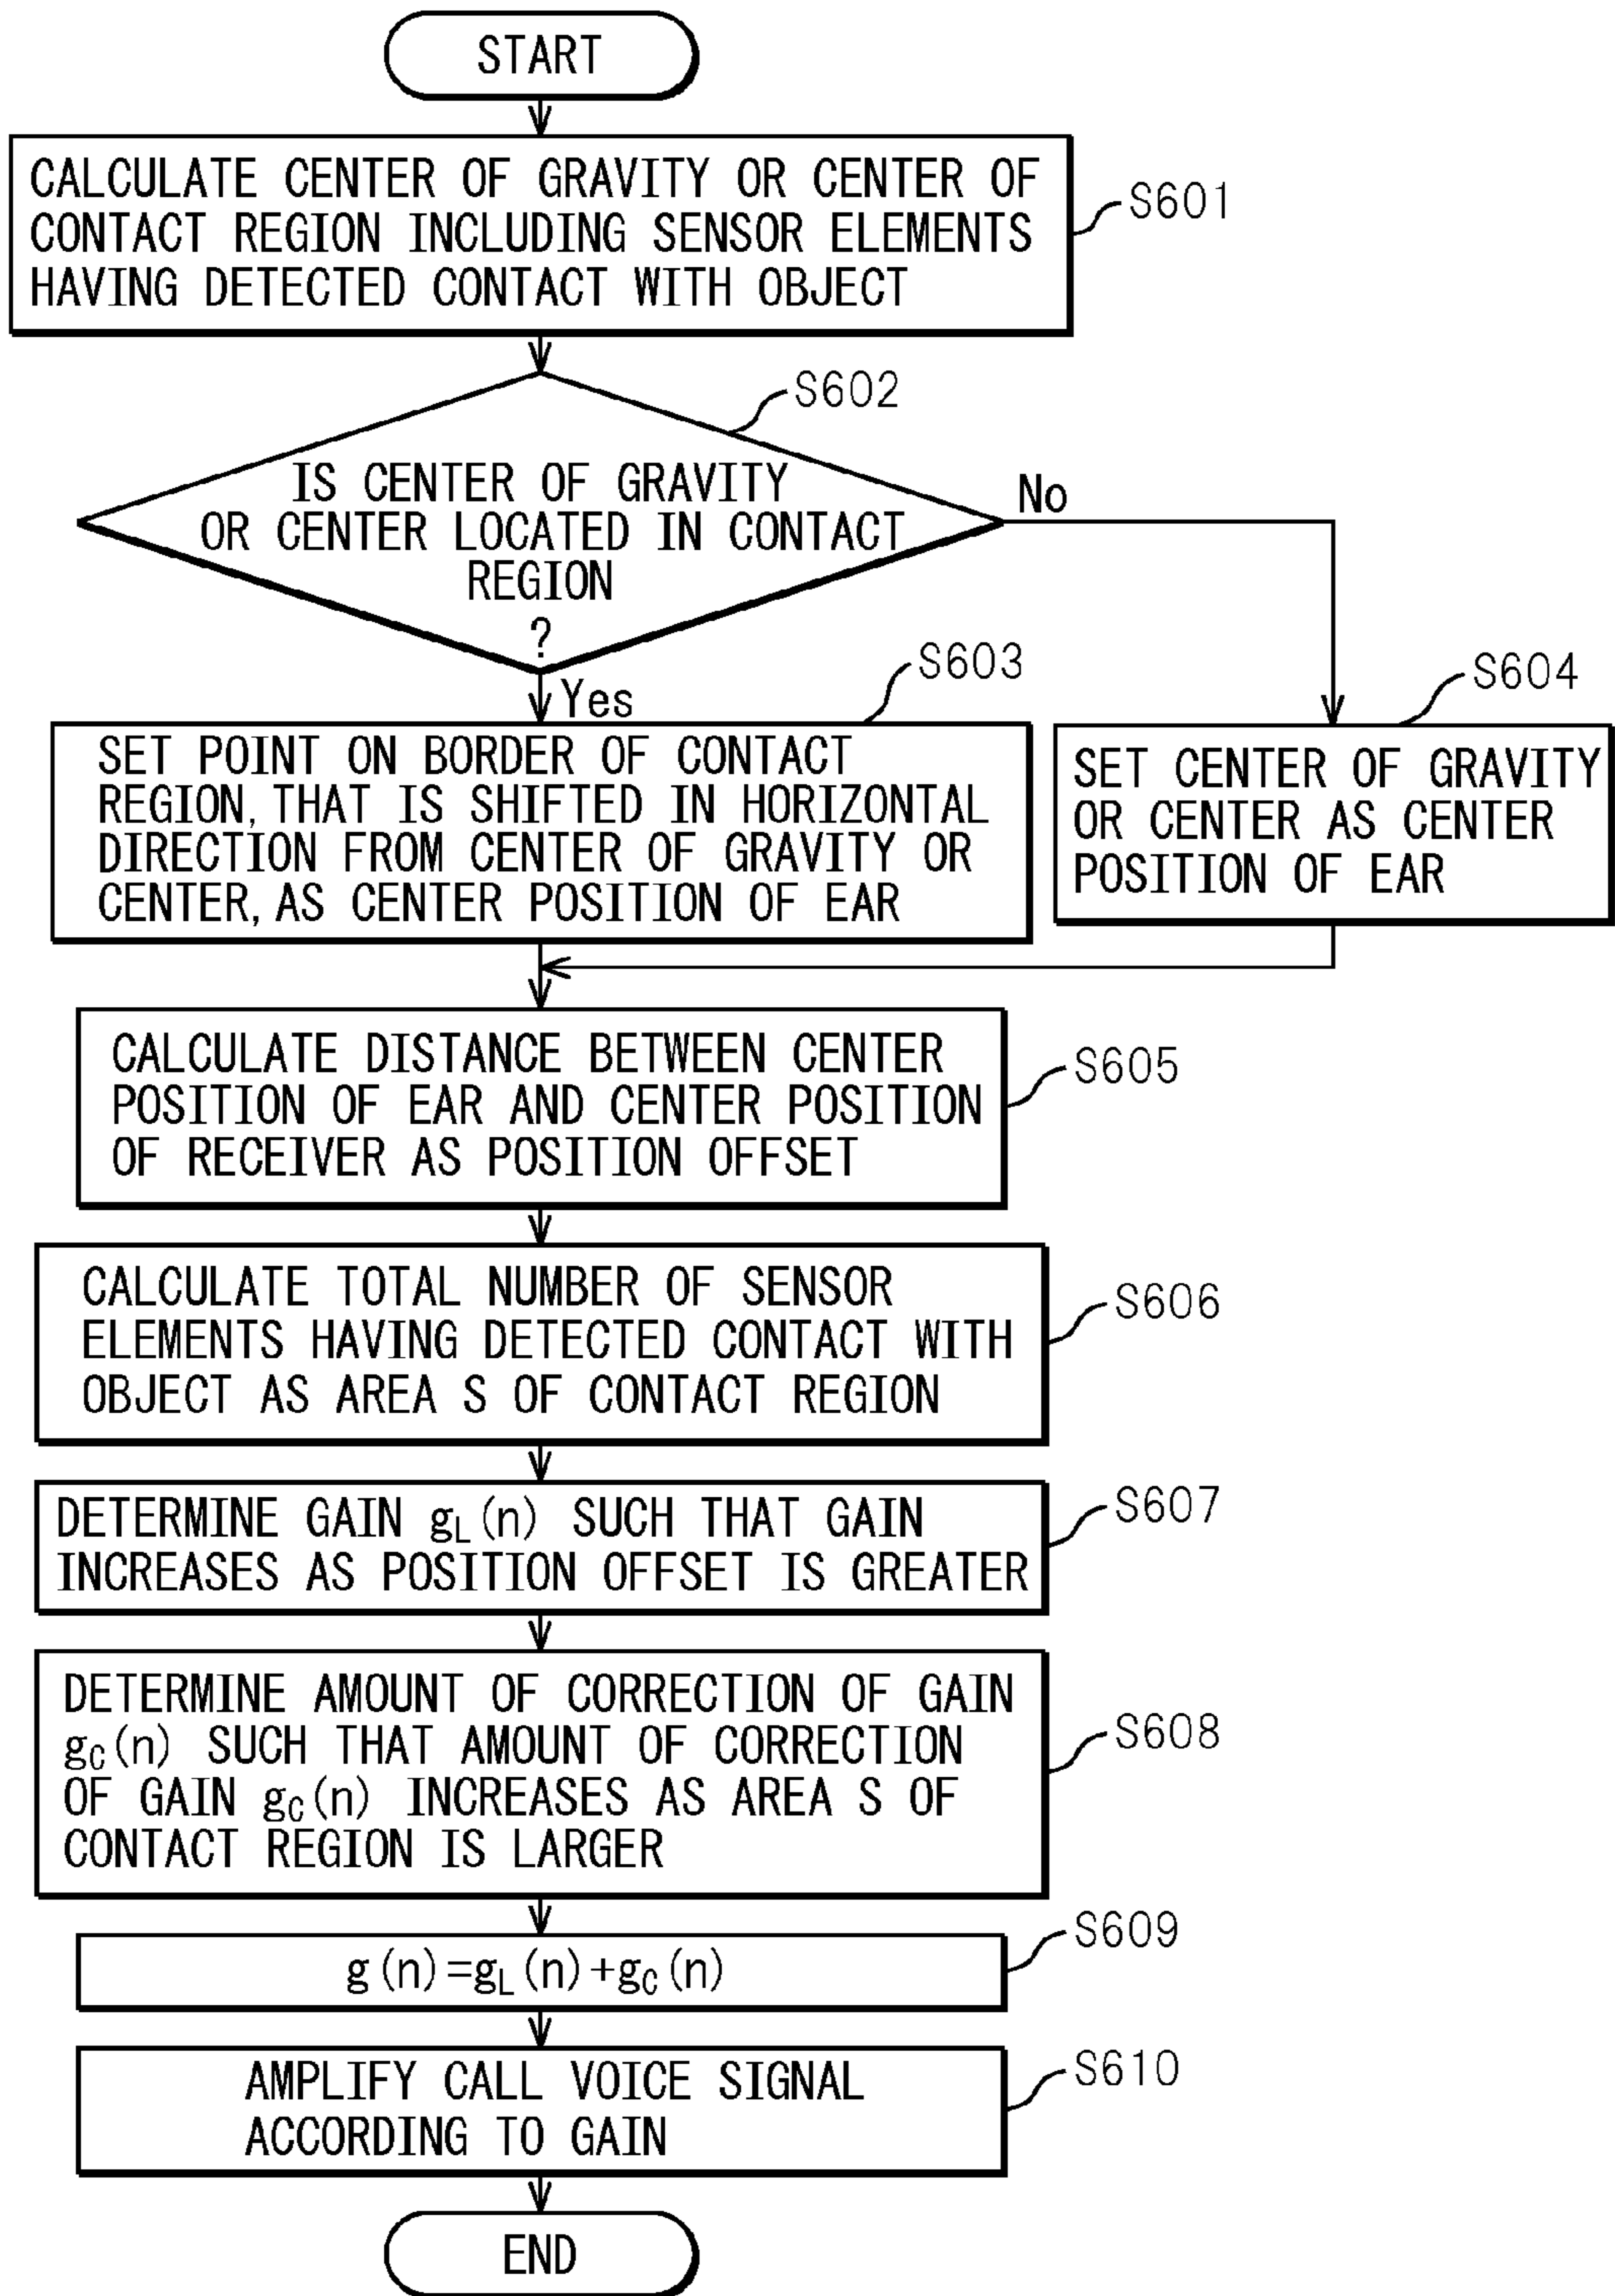 START
CALCULATE CENTER OF GRAVITY OR CENTER OF
CONTACT REGION INCLUDING SENSOR ELEMENTS
HAVING DETECTED CONTACT WITH OBJECT
S601
S602
IS CENTER OF GRAVITY
OR CENTER LOCATED IN CONTACT
REGION
?
No
Yes
S603
SET POINT ON BORDER OF CONTACT
REGION, THAT IS SHIFTED IN HORIZONTAL
DIRECTION FROM CENTER OF GRAVITY OR
CENTER, AS CENTER POSITION OF EAR
S604
SET CENTER OF GRAVITY
OR CENTER AS CENTER
POSITION OF EAR
CALCULATE DISTANCE BETWEEN CENTER
POSITION OF EAR AND CENTER POSITION
OF RECEIVER AS POSITION OFFSET
S605
CALCULATE TOTAL NUMBER OF SENSOR
ELEMENTS HAVING DETECTED CONTACT WITH
OBJECT AS AREA S OF CONTACT REGION
S606
DETERMINE GAIN gL(n) SUCH THAT GAIN
INCREASES AS POSITION OFFSET IS GREATER
S607
DETERMINE AMOUNT OF CORRECTION OF GAIN
gC(n) SUCH THAT AMOUNT OF CORRECTION
OF GAIN gC(n) INCREASES AS AREA S OF
CONTACT REGION IS LARGER
S608
g(n)=gL(n)+gC(n)
S609
AMPLIFY CALL VOICE SIGNAL
ACCORDING TO GAIN
S610
END